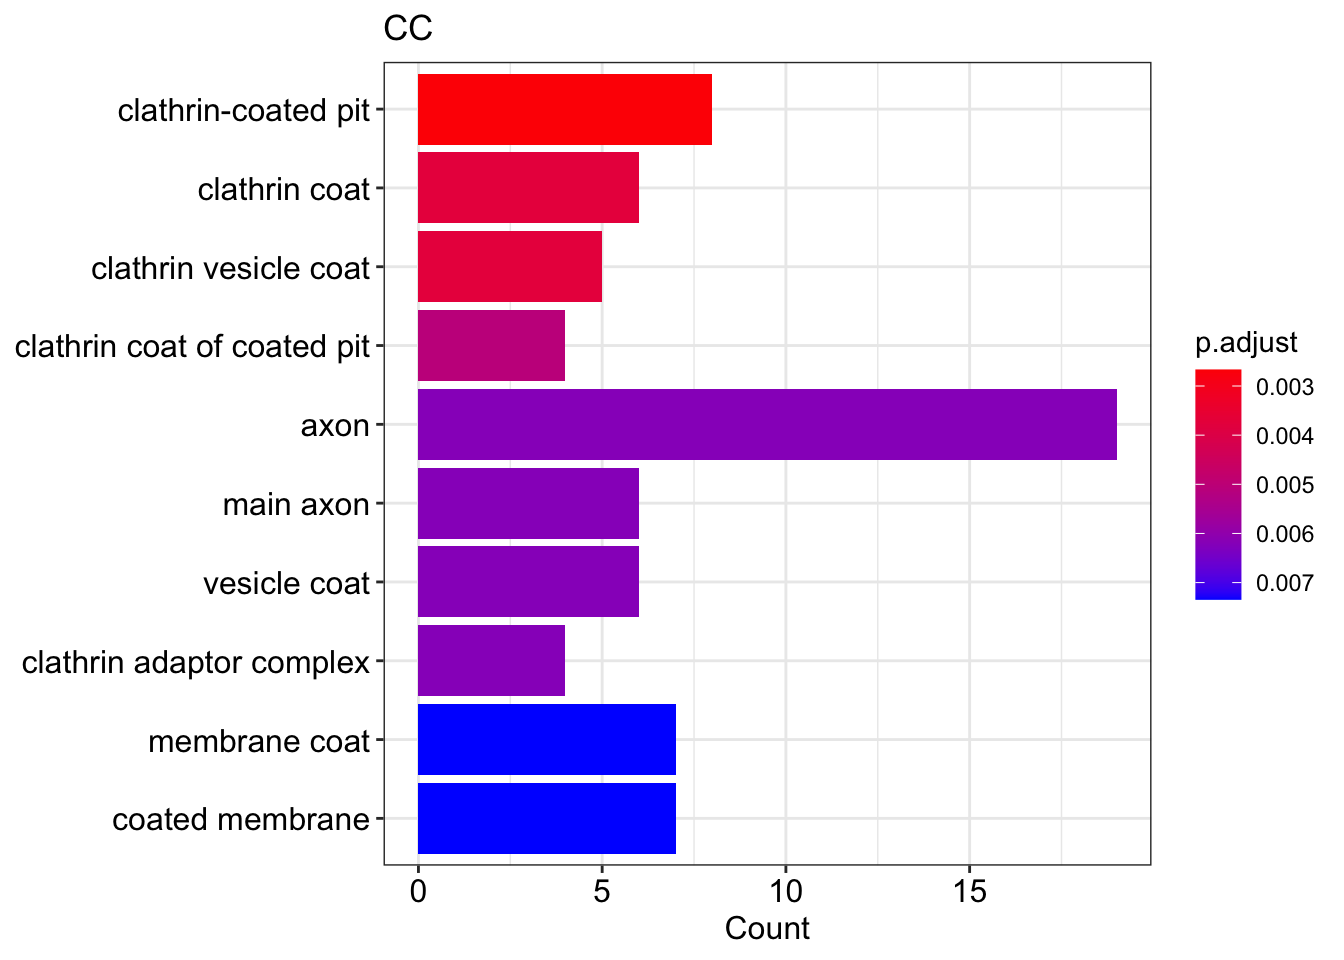 CC
clathrin-coated pit
clathrin coat
clathrin vesicle coat
clathrin coat of coated pit
axon
main axon
vesicle coat
clathrin adaptor complex
membrane coat
coated membrane
0 5 10 15
Count
p.adjust
0.003
0.004
0.005
0.006
0.007